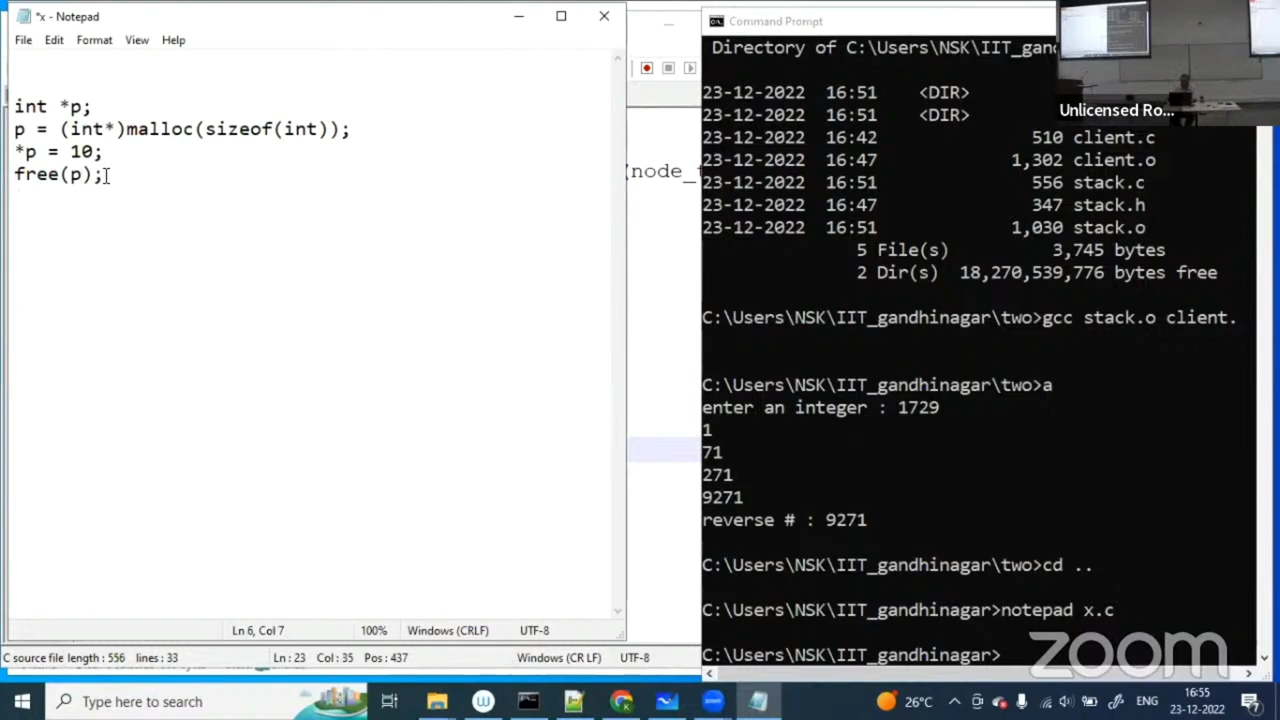 *x - Notepad
File Edit Format View Help
int *p;
p = (int*)malloc(sizeof(int));
*p = 10;
free(p);
Ln 6, Col 7 100% Windows (CRLF) UTF-8
(node_
C source file length : 556 lines : 33 Ln : 23 Col : 35 Pos : 437 Windows (CR LF) UTF-8
Command Prompt
Directory of C:\Users\NSK\IIT_
23-12-2022 16:51 <DIR>
23-12-2022 16:51 <DIR>
23-12-2022 16:42 510 client.c
23-12-2022 16:47 1,302 client.o
23-12-2022 16:51 556 stack.c
23-12-2022 16:47 347 stack.h
23-12-2022 16:51 1,030 stack.o
5 File(s) 3,745 bytes
2 Dir(s) 18,270,539,776 bytes free
C:\Users\NSK\IIT_gandhinagar\two>gcc stack.o client.
C:\Users\NSK\IIT_gandhinagar\two>a
enter an integer : 1729
1
71
271
9271
reverse # : 9271
C:\Users\NSK\IIT_gandhinagar\two>cd ..
C:\Users\NSK\IIT_gandhinagar>notepad x.c
C:\Users\NSK\IIT_gandhinagar>
Unlicensed Ro...
zoom
Type here to search
26°C ENG 16:55
23-12-2022
7